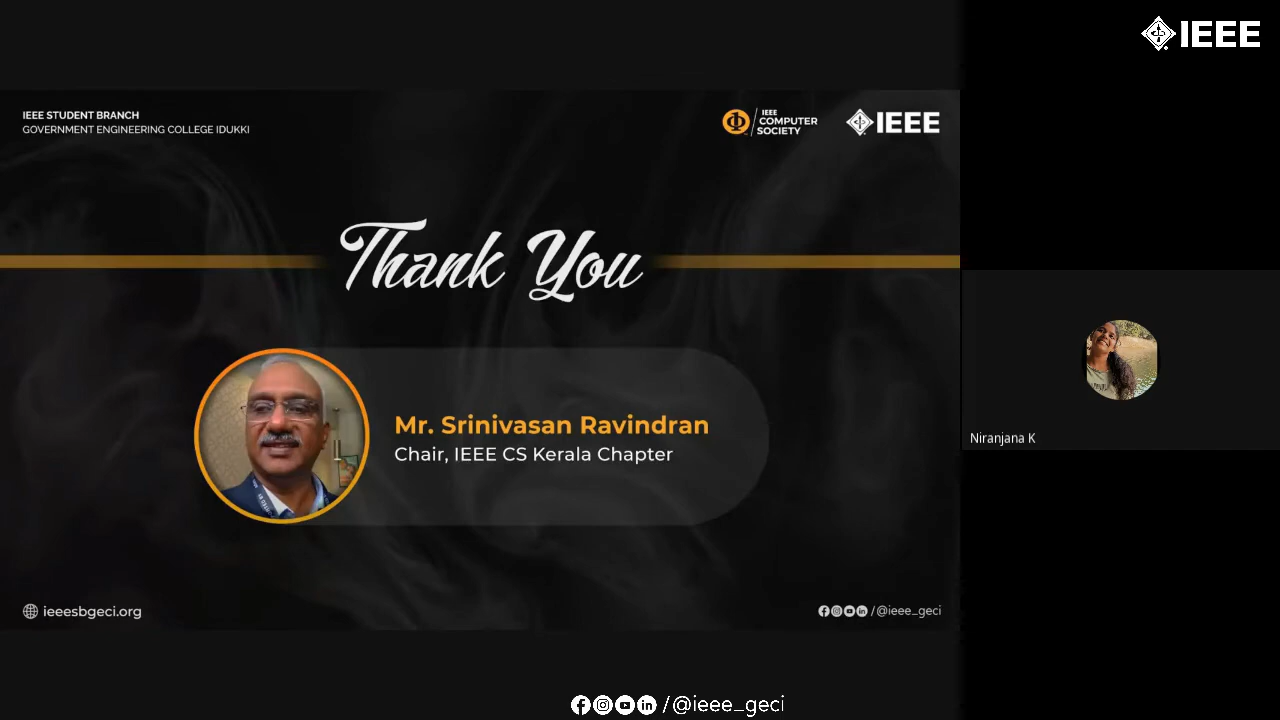 IEEE
IEEE STUDENT BRANCH
GOVERNMENT ENGINEERING COLLEGE IDUKKI
IEEE
COMPUTER
SOCIETY
IEEE
Thank You
Mr. Srinivasan Ravindran
Chair, IEEE CS Kerala Chapter
Niranjana K
ieeesbgeci.org
/@ieee_geci
/@ieee_geci